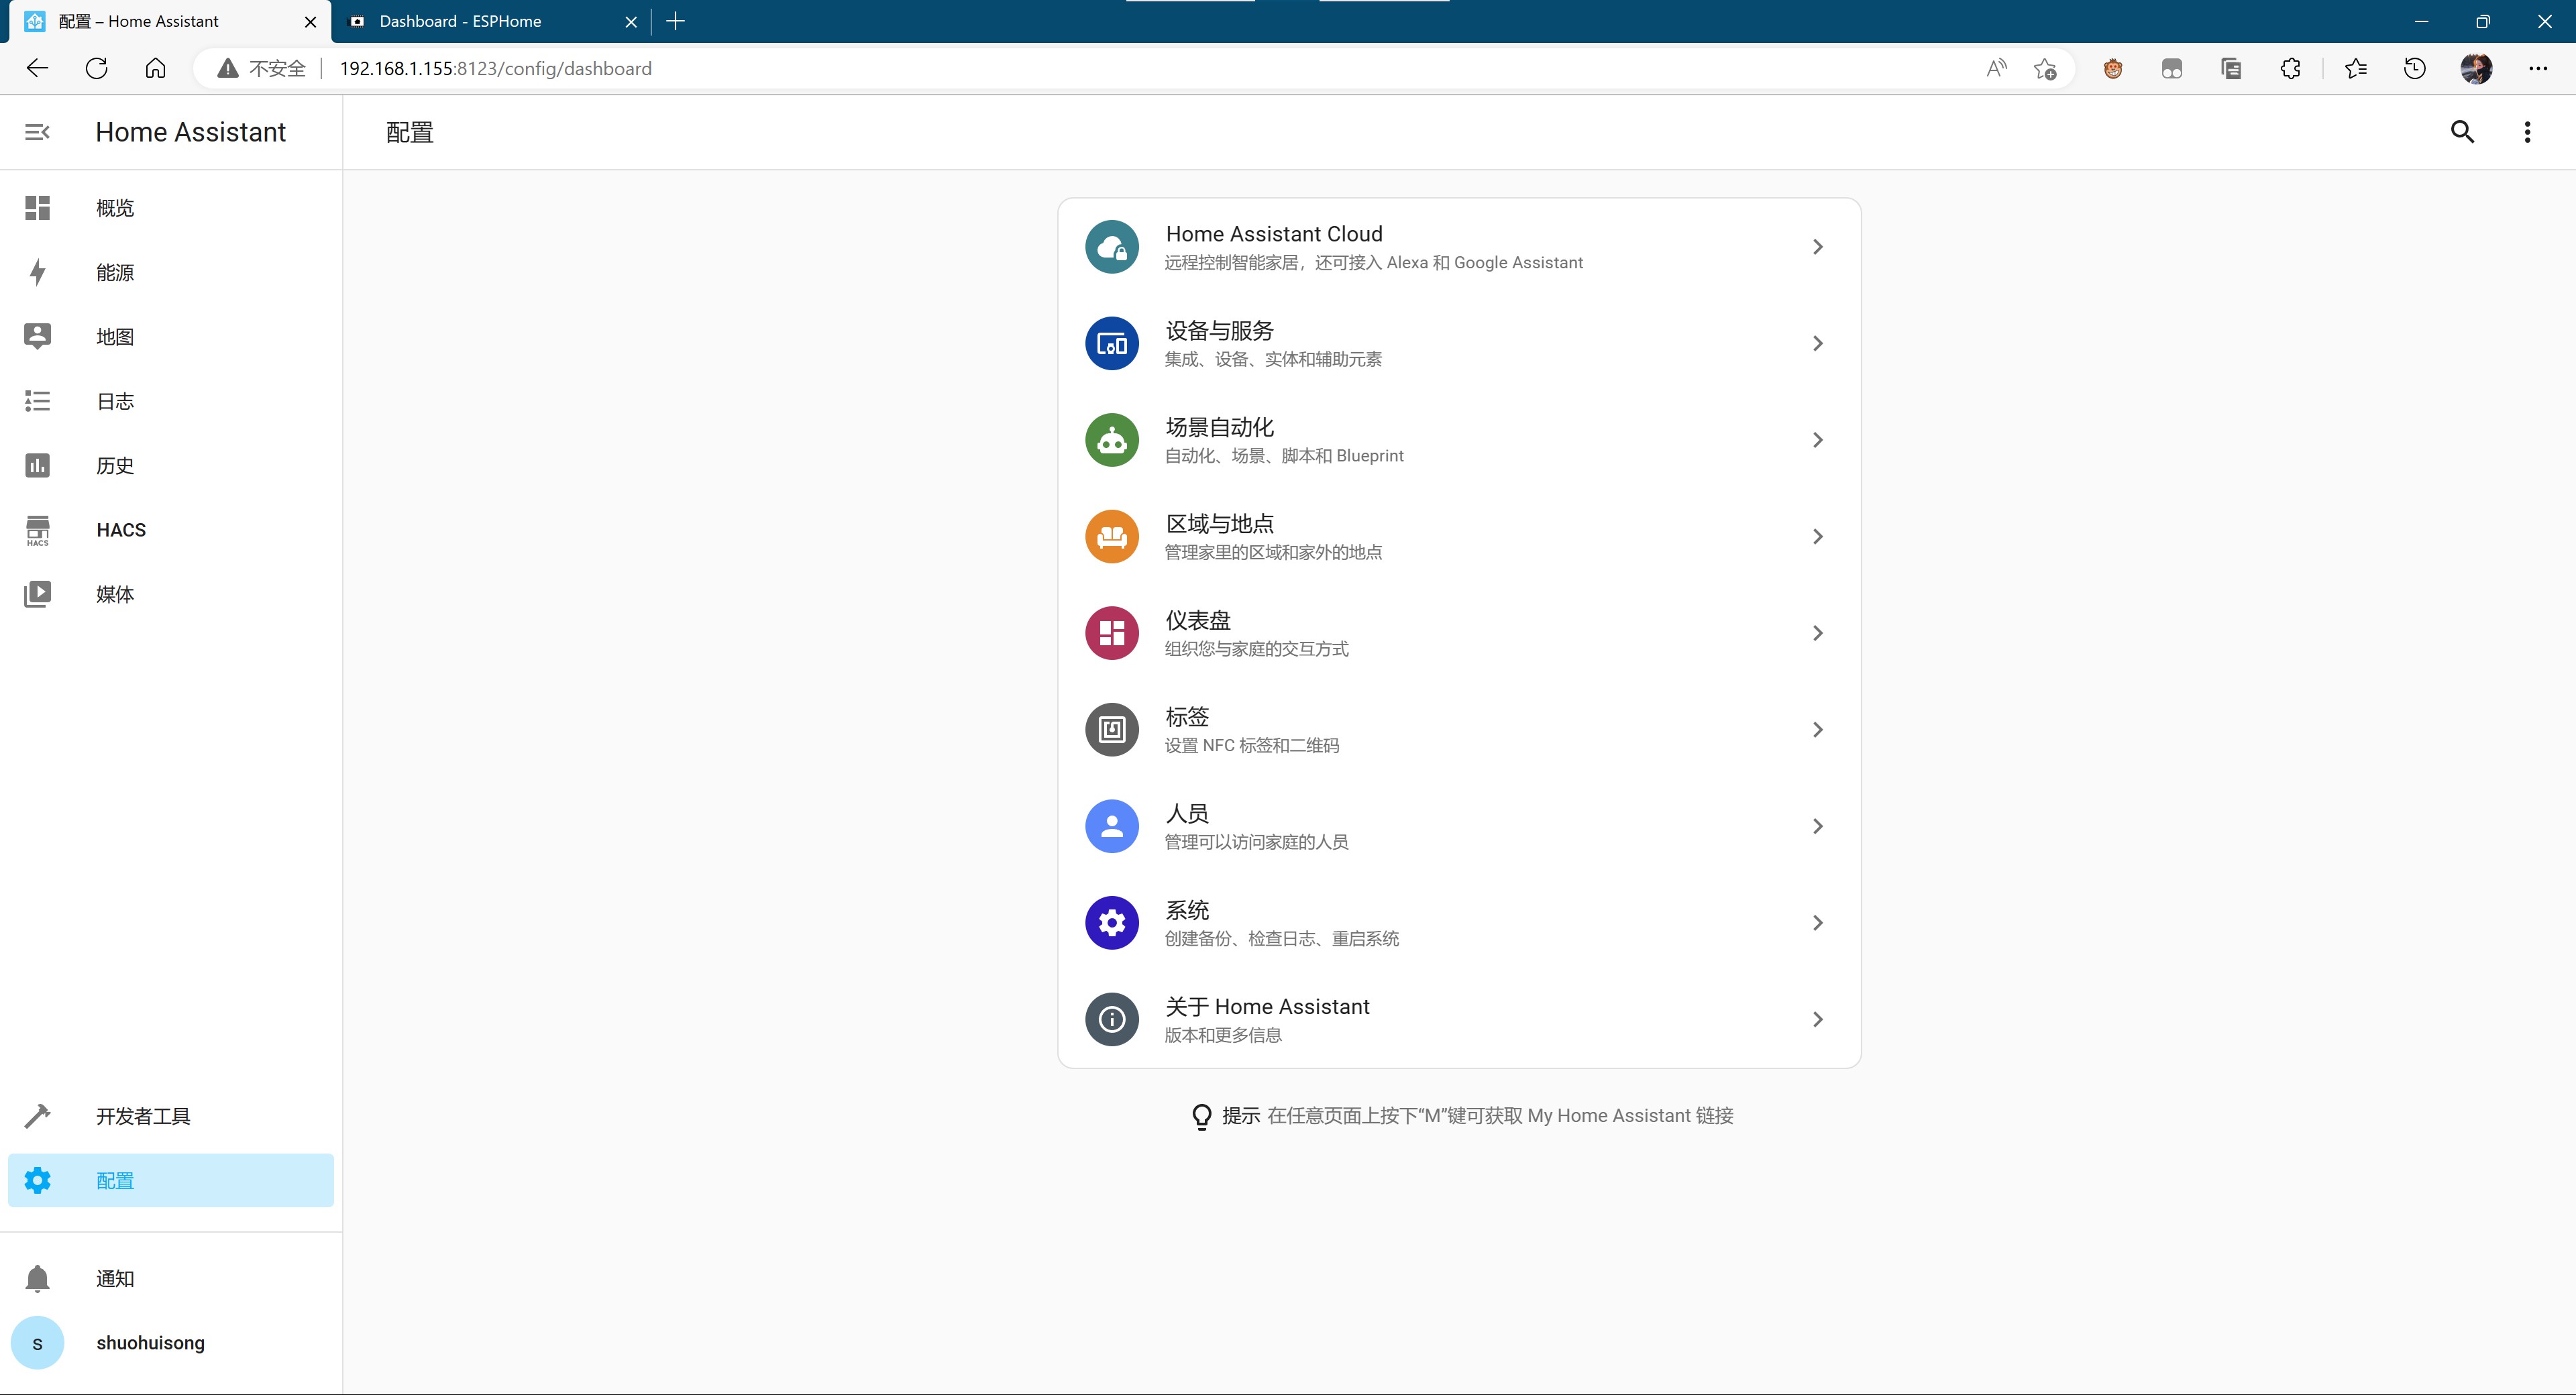 配置 – Home Assistant
Dashboard - ESPHome
不安全
192.168.1.155:8123/config/dashboard
Home Assistant
配置
概览
能源
地图
日志
历史
HACS
HACS
媒体
Home Assistant Cloud
远程控制智能家居，还可接入 Alexa 和 Google Assistant
设备与服务
集成、设备、实体和辅助元素
场景自动化
自动化、场景、脚本和 Blueprint
区域与地点
管理家里的区域和家外的地点
仪表盘
组织您与家庭的交互方式
标签
设置 NFC 标签和二维码
人员
管理可以访问家庭的人员
系统
创建备份、检查日志、重启系统
关于 Home Assistant
版本和更多信息
提示 在任意页面上按下“M”键可获取 My Home Assistant 链接
开发者工具
配置
通知
s
shuohuisong